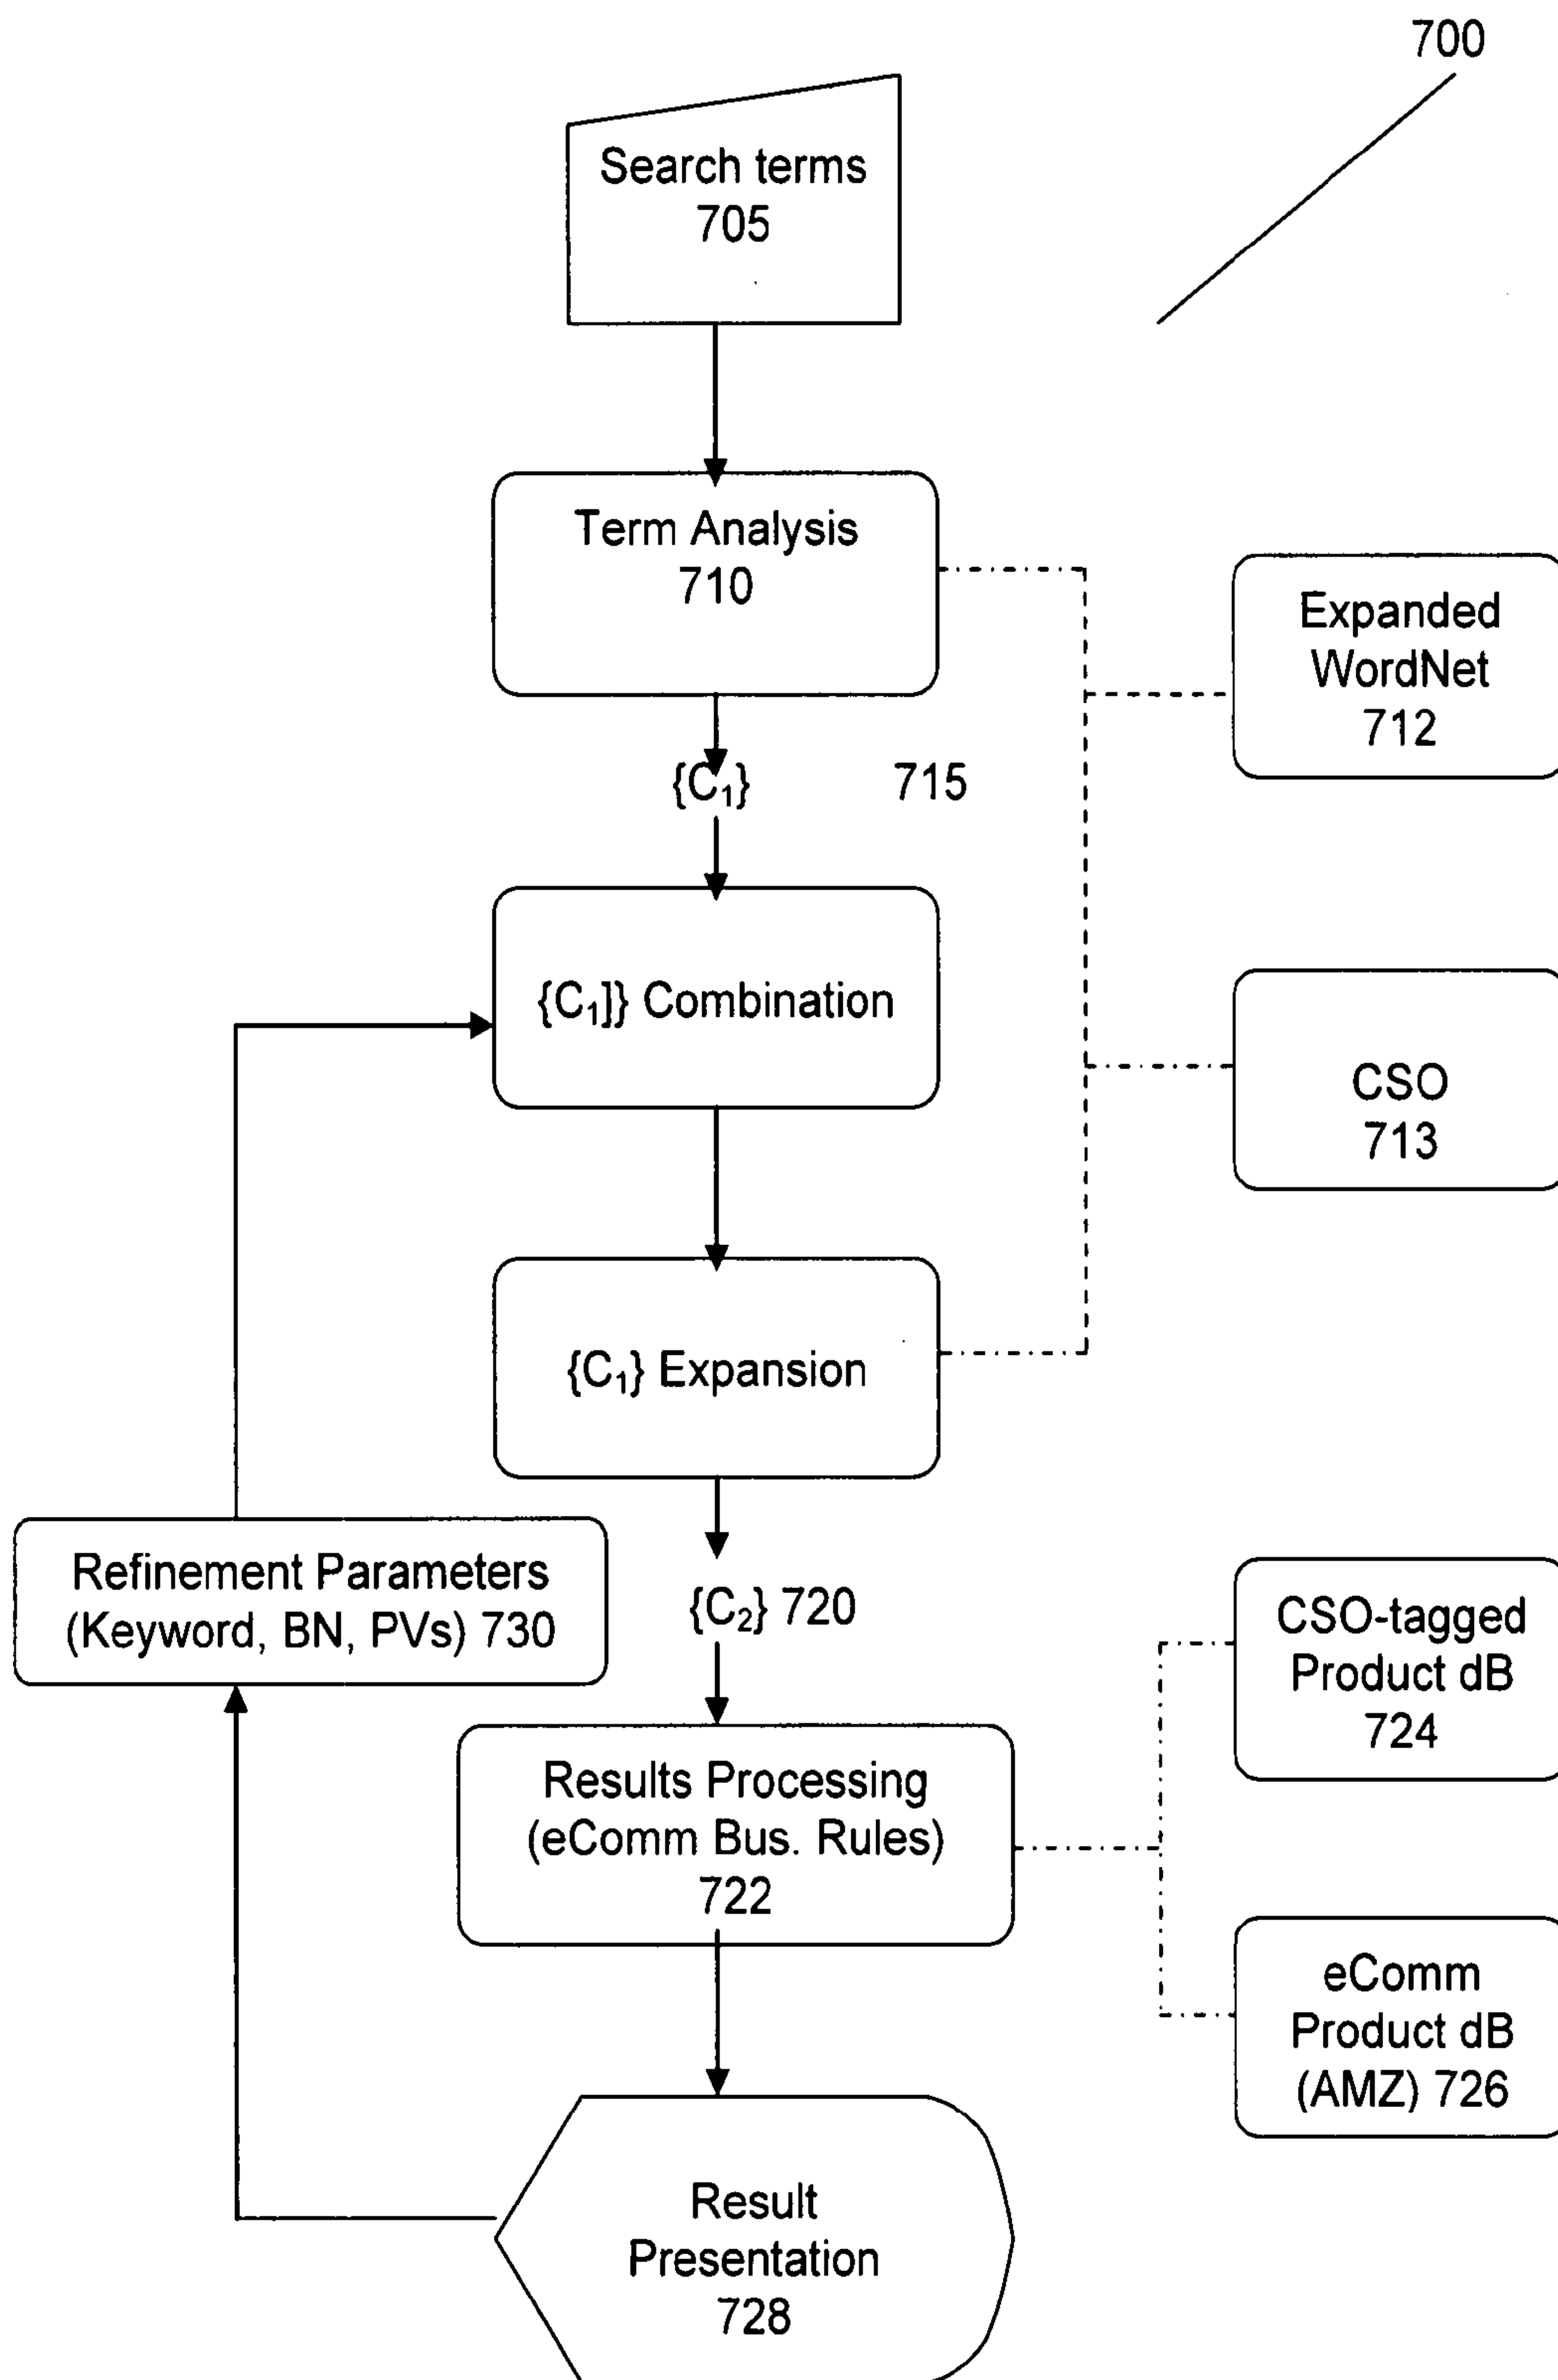 700
Search terms
705
Term Analysis
710
Expanded
WordNet
712
{C₁} 715
{C₁]} Combination
CSO
713
{C₁} Expansion
Refinement Parameters
(Keyword, BN, PVs) 730
{C₂} 720
CSO-tagged
Product dB
724
Results Processing
(eComm Bus. Rules)
722
eComm
Product dB
(AMZ) 726
Result
Presentation
728